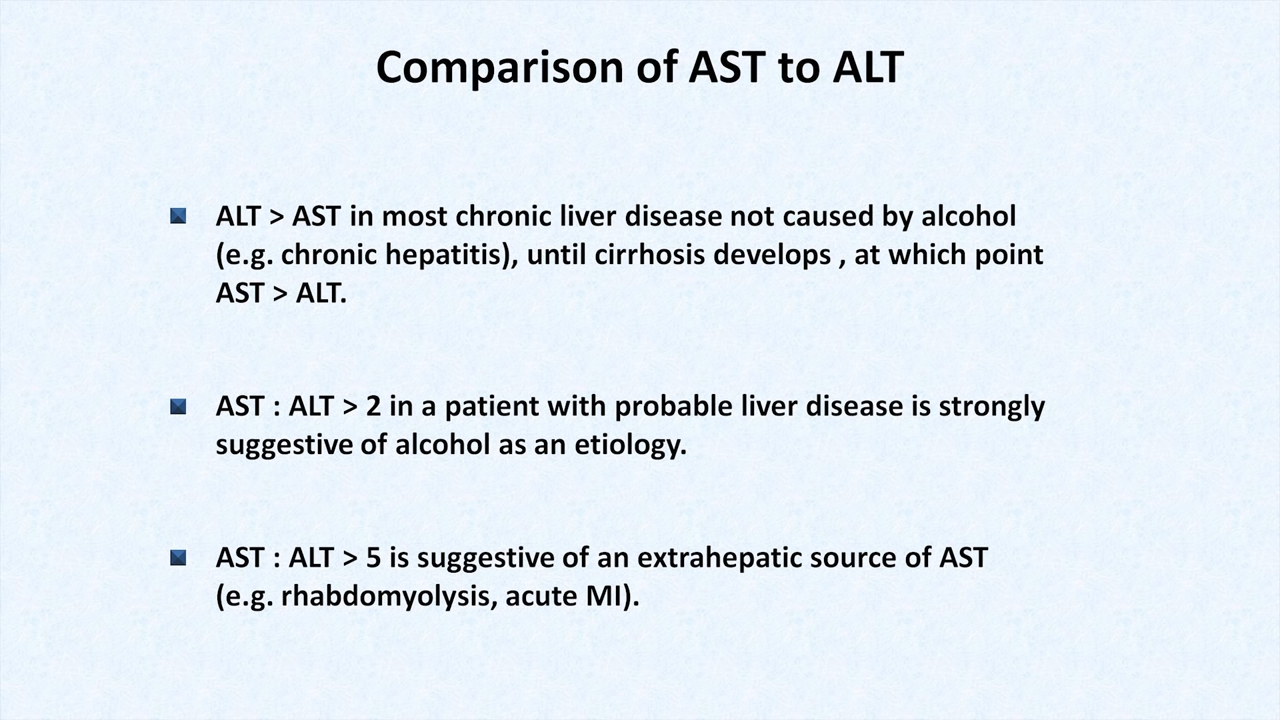 Comparison of AST to ALT
ALT > AST in most chronic liver disease not caused by alcohol
(e.g. chronic hepatitis), until cirrhosis develops , at which point
AST > ALT.
AST : ALT > 2 in a patient with probable liver disease is strongly
suggestive of alcohol as an etiology.
AST : ALT > 5 is suggestive of an extrahepatic source of AST
(e.g. rhabdomyolysis, acute MI).